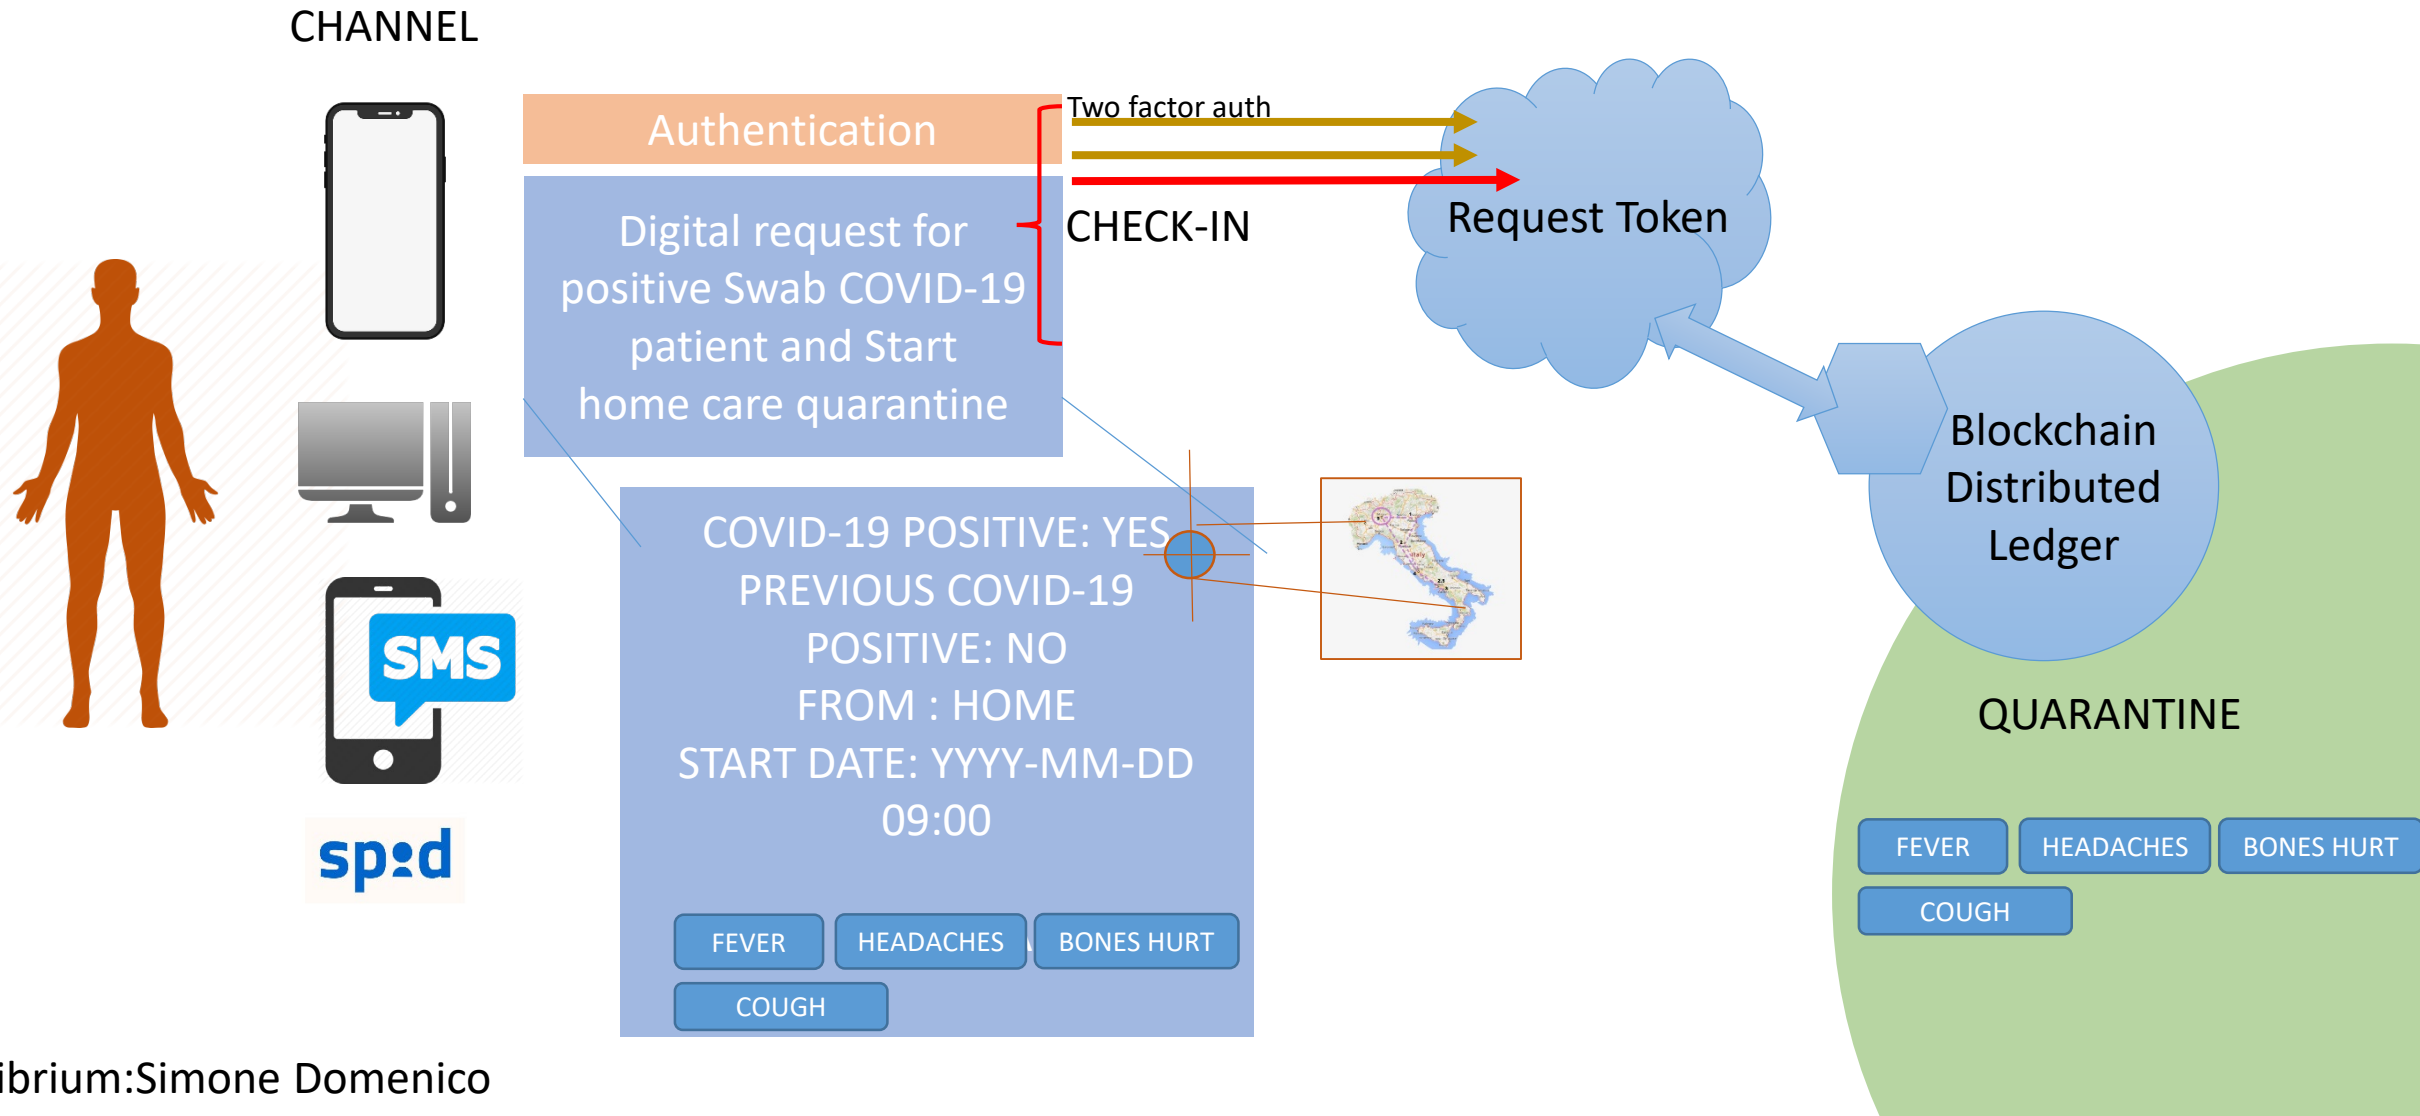 CHANNEL
Authentication
Two factor auth
Digital request for
positive Swab COVID-19
patient and Start
home care quarantine
CHECK-IN
Request Token
Blockchain
Distributed
Ledger
SMS
spid
COVID-19 POSITIVE: YES
PREVIOUS COVID-19
POSITIVE: NO
FROM : HOME
START DATE: YYYY-MM-DD
09:00
FEVER
HEADACHES
BONES HURT
COUGH
Italy
QUARANTINE
FEVER
HEADACHES
BONES HURT
COUGH
ibrium:Simone Domenico